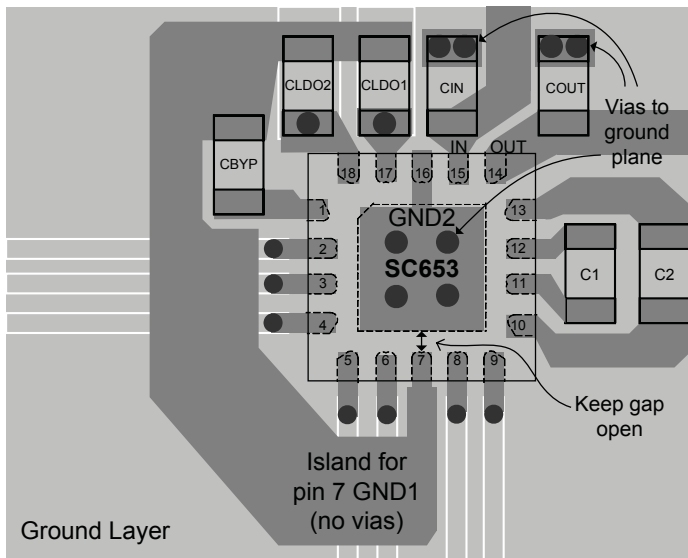 CLDO2
CLDO1
CIN
COUT
Vias to
ground
plane
CBYP
IN
OUT
18
17
16
15
14
1
2
3
4
GND2
SC653
13
12
11
10
C1
C2
5
6
7
8
9
Keep gap
open
Island for
pin 7 GND1
(no vias)
Ground Layer